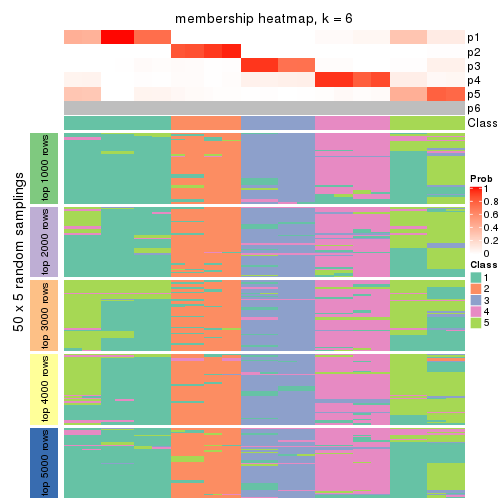 membership heatmap, k = 6
p1
p2
p3
p4
p5
p6
Class
50 x 5 random samplings
top 1000 rows
top 2000 rows
top 3000 rows
top 4000 rows
top 5000 rows
Prob
1
0.8
0.6
0.4
0.2
0
Class
1
2
3
4
5